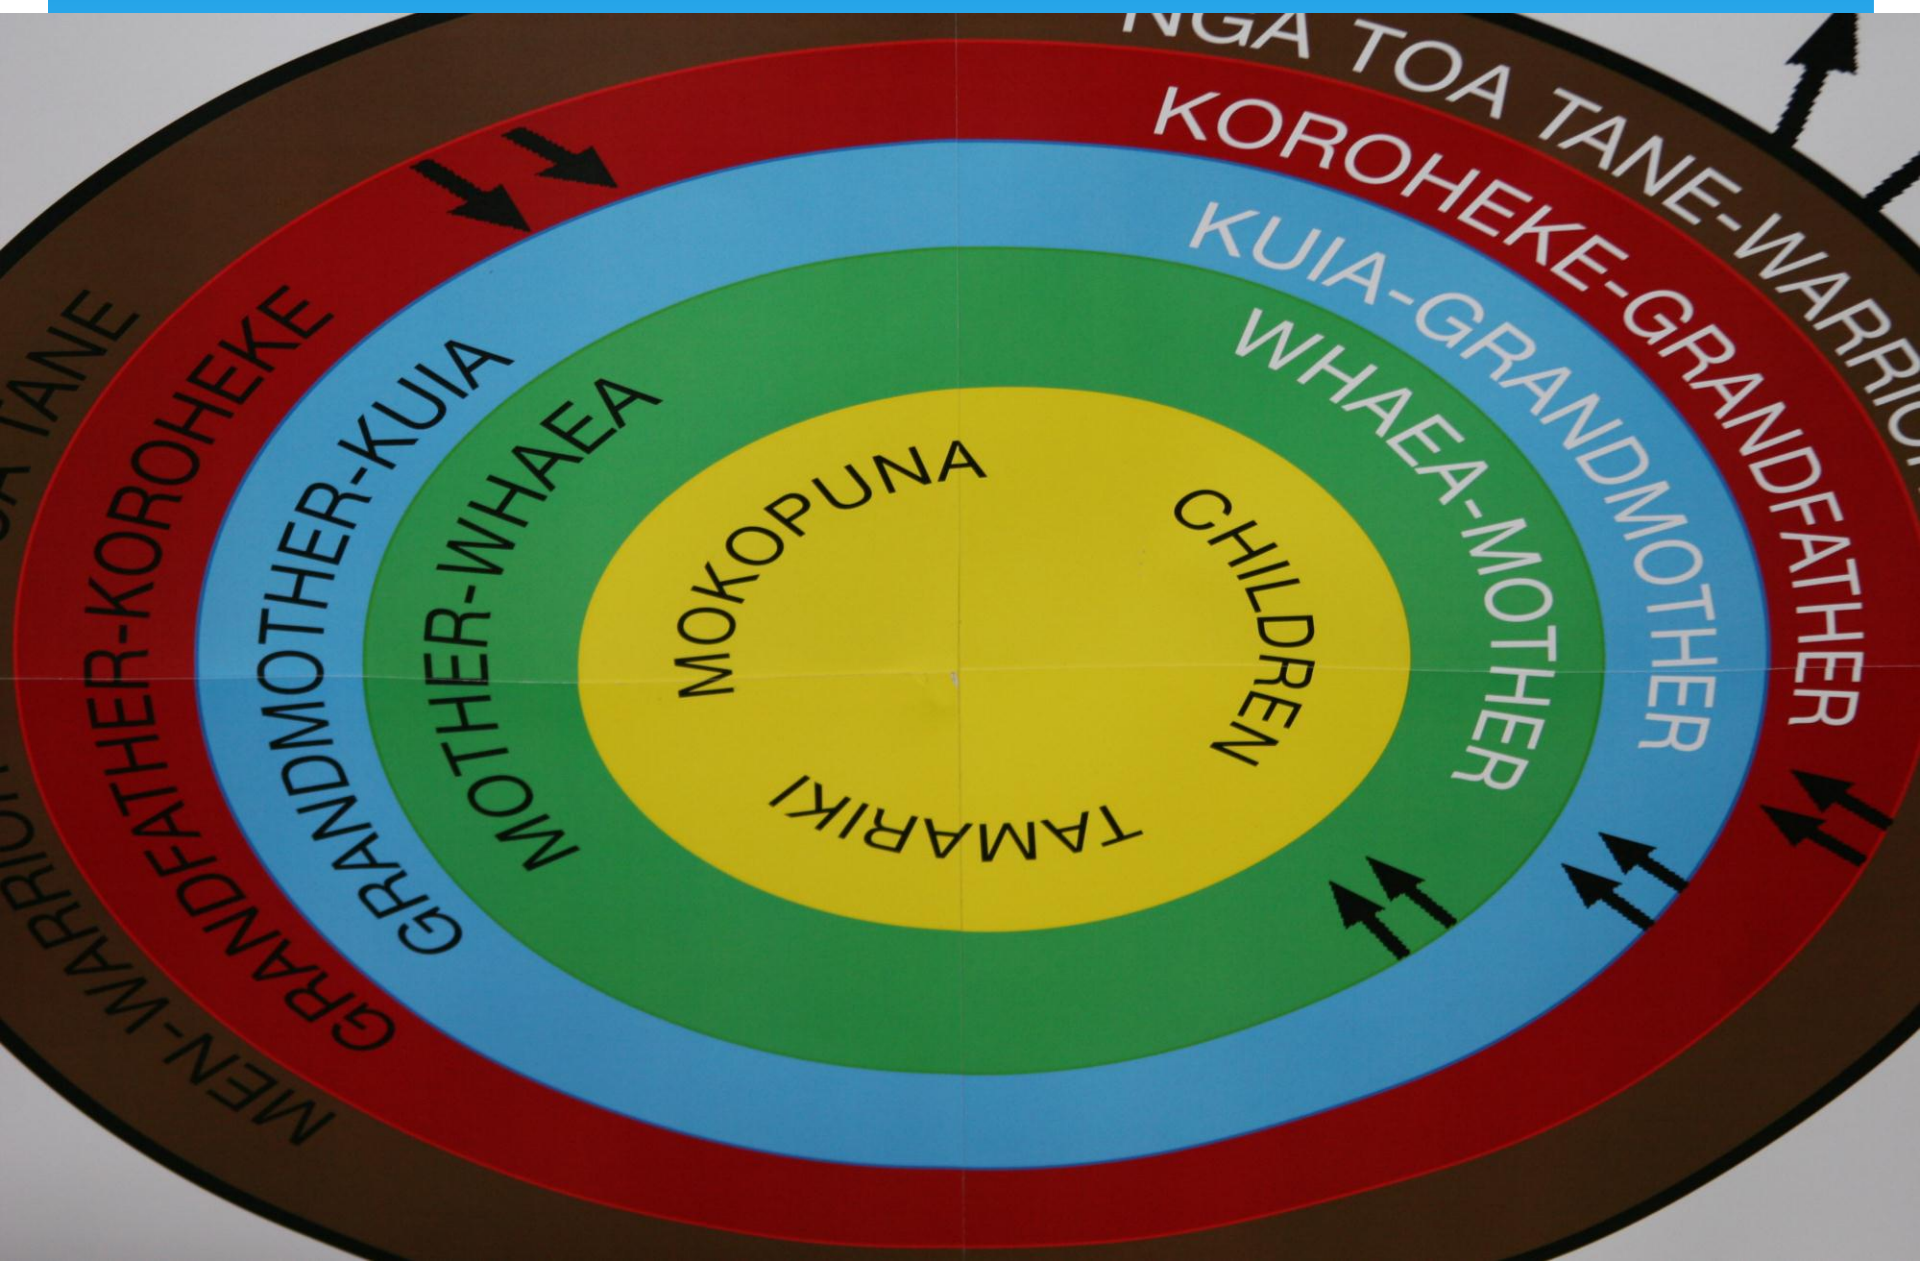 NGA TOA TANE-WARRIOR
KOROHEKE-GRANDFATHER
KUIA-GRANDMOTHER
WHAEA-MOTHER
MOKOPUNA
CHILDREN
TAMARIKI
MOTHER-WHAEA
GRANDMOTHER-KUIA
GRANDFATHER-KOROHEKE
MEN-WARRIOR
TANE